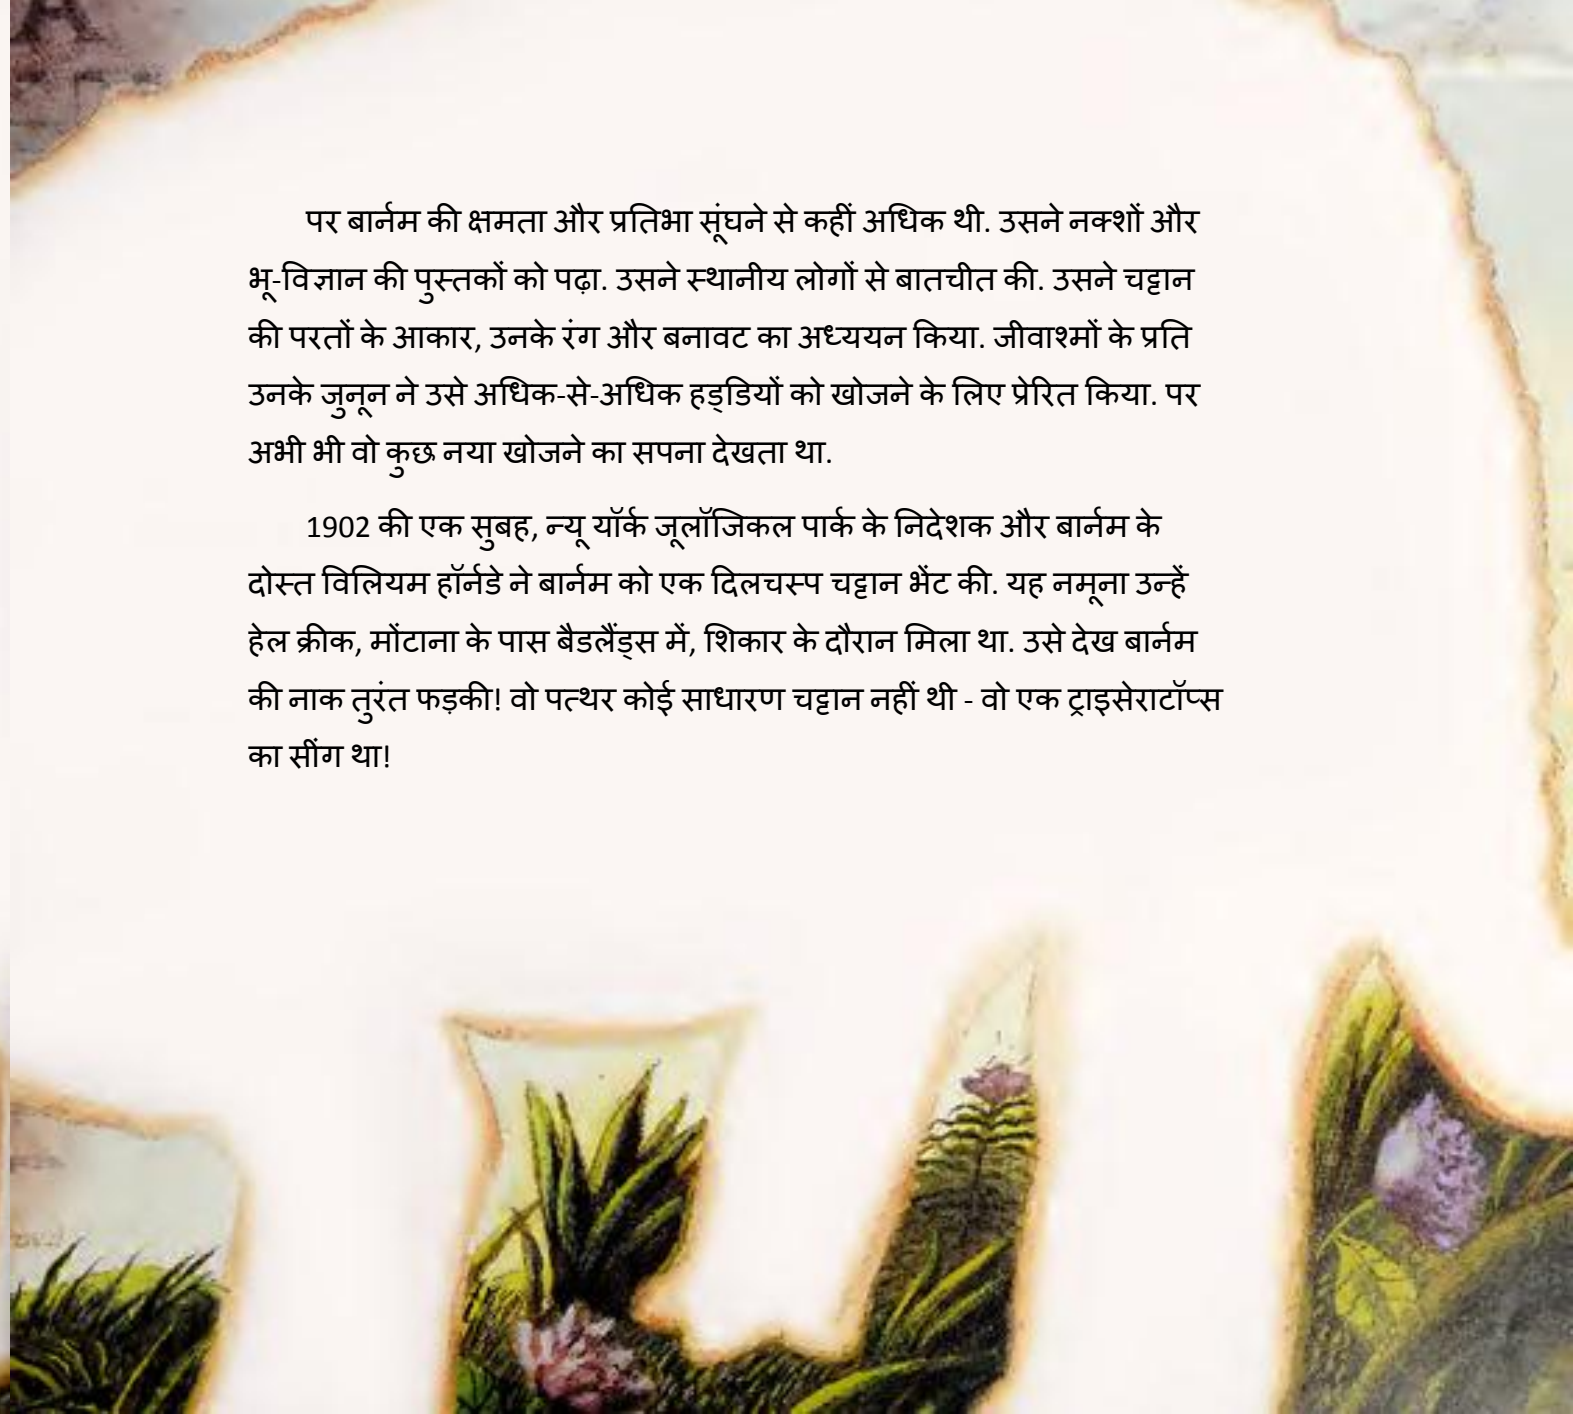 पर बार्नम की क्षमता और प्रतिभा सूंघने से कहीं अधिक थी. उसने नक्शों और
भू-विज्ञान की पुस्तकों को पढ़ा. उसने स्थानीय लोगों से बातचीत की. उसने चट्टान
की परतों के आकार, उनके रंग और बनावट का अध्ययन किया. जीवाश्मों के प्रति
उनके जुनून ने उसे अधिक-से-अधिक हड्डियों को खोजने के लिए प्रेरित किया. पर
अभी भी वो कुछ नया खोजने का सपना देखता था.
1902 की एक सुबह, न्यू यॉर्क जूलॉजिकल पार्क के निदेशक और बार्नम के
दोस्त विलियम हॉर्नडे ने बार्नम को एक दिलचस्प चट्टान भेंट की. यह नमूना उन्हें
हेल क्रीक, मोंटाना के पास बैडलैंड्स में, शिकार के दौरान मिला था. उसे देख बार्नम
की नाक तुरंत फड़की! वो पत्थर कोई साधारण चट्टान नहीं थी - वो एक ट्राइसेराटॉप्स
का सींग था!